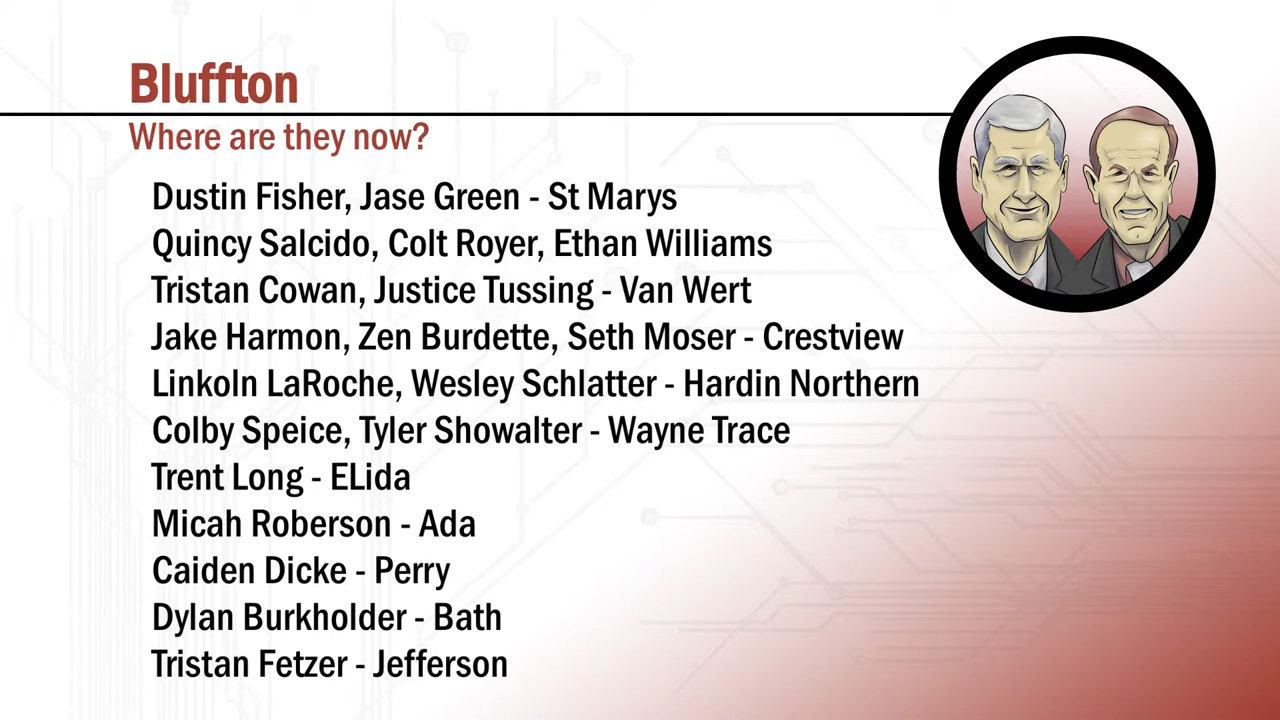 Bluffton
Where are they now?
Dustin Fisher, Jase Green - St Marys
Quincy Salcido, Colt Royer, Ethan Williams
Tristan Cowan, Justice Tussing - Van Wert
Jake Harmon, Zen Burdette, Seth Moser - Crestview
Linkoln LaRoche, Wesley Schlatter - Hardin Northern
Colby Speice, Tyler Showalter - Wayne Trace
Trent Long - ELida
Micah Roberson - Ada
Caiden Dicke - Perry
Dylan Burkholder - Bath
Tristan Fetzer - Jefferson